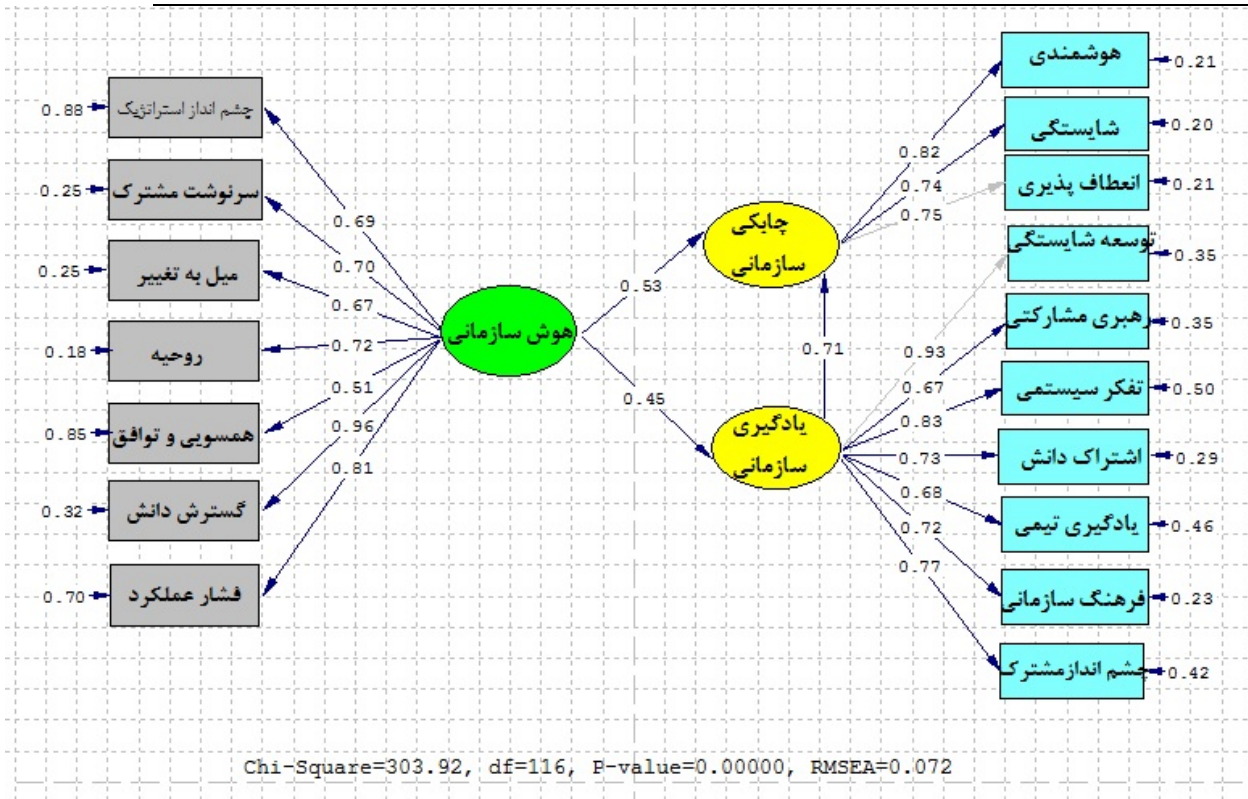 هوشمندی
0.21
چشم انداز استراتژیک
0.88
شایستگی
0.20
انعطاف پذیری
0.21
سرنوشت مشترک
0.25
توسعه شایستگی
0.35
میل به تغییر
0.25
رهبری مشارکتی
0.35
روحیه
0.18
تفکر سیستمی
0.50
همسویی و توافق
0.85
اشتراک دانش
0.29
گسترش دانش
0.82
یادگیری تیمی
0.46
فشار عملکرد
0.70
فرهنگ سازمانی
0.23
چشم اندازمشترک
0.42
هوش سازمانی
چابکی
سازمانی
یادگیری
سازمانی
0.69
0.70
0.67
0.72
0.51
0.96
0.81
0.53
0.45
0.71
0.82
0.74
0.75
0.93
0.67
0.83
0.73
0.68
0.72
0.77
Chi-Square=303.92, df=116, P-value=0.00000, RMSEA=0.072